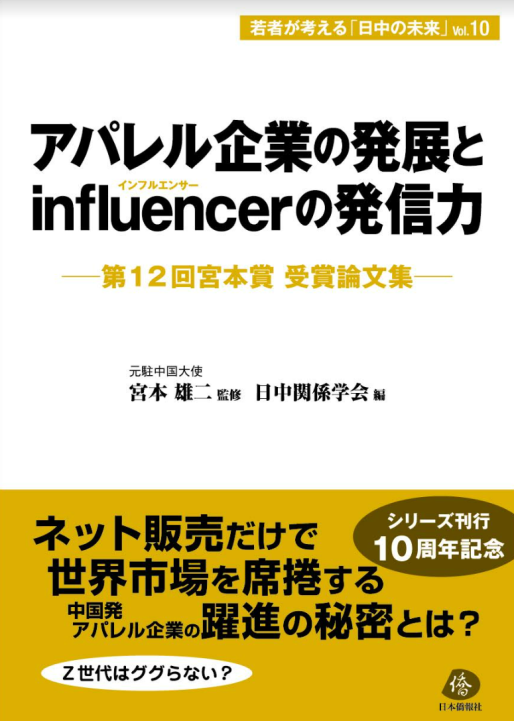 若者が考える「日中の未来」Vol.10
アパレル企業の発展と
インフルエンサー
influencerの発信力
―第12回宮本賞 受賞論文集―
元駐中国大使
宮本 雄二 監修 日中関係学会 編
ネット販売だけで
世界市場を席捲する
中国発
アパレル企業の躍進の秘密とは?
シリーズ刊行
10周年記念
Z世代はググらない?
僑
日本僑報社